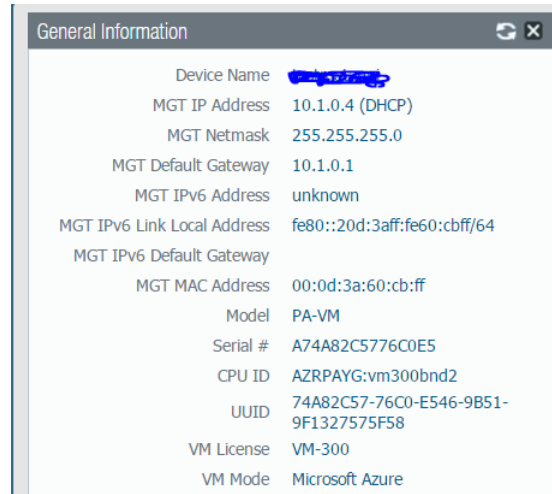 General Information
Device Name
MGT IP Address 10.1.0.4 (DHCP)
MGT Netmask 255.255.255.0
MGT Default Gateway 10.1.0.1
MGT IPv6 Address unknown
MGT IPv6 Link Local Address fe80::20d:3aff:fe60:cbff/64
MGT IPv6 Default Gateway
MGT MAC Address 00:0d:3a:60:cb:ff
Model PA-VM
Serial # A74A82C5776C0E5
CPU ID AZRPAYG:vm300bnd2
UUID 74A82C57-76C0-E546-9B51-
9F1327575F58
VM License VM-300
VM Mode Microsoft Azure